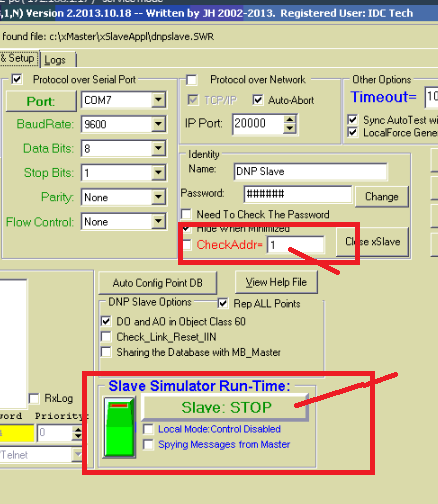 ,1,N) Version 2.2013.10.18 -- Written by JH 2002-2013. Registered User: IDC Tech
found file: c:\xMaster\xSlaveAppl\dnpslave.SWR
& Setup Logs
Protocol over Serial Port
Port: COM7
BaudRate: 9600
Data Bits: 8
Stop Bits: 1
Parity: None
Flow Control: None
Protocol over Network
TCP/IP Auto-Abort
IP Port: 20000
Other Options
Timeout= 10
Sync AutoTest wi
LocalForce Gene
Identity
Name: DNP Slave
Password: ###### Change
Need To Check The Password
Hide When Minimized
CheckAddr= 1
Close xSlave
Auto Config Point DB View Help File
DNP Slave Options Rep ALL Points
DO and AO in Object Class 60
Check_Link_Reset_IIN
Sharing the Database with MB_Master
RxLog
word Priority:
0
/Telnet
Slave Simulator Run-Time:
Slave: STOP
Local Mode:Control Disabled
Spying Messages from Master